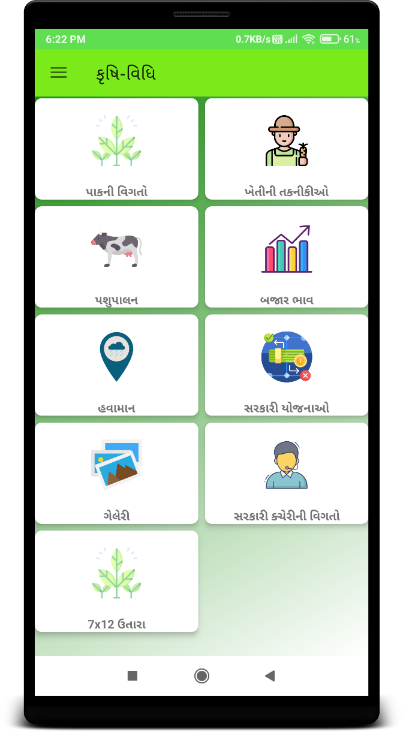 6:22 PM 0.7KB/s 61%
કૃષિ-વિધિ
પાકની વિગતો
ખેતીની તકનીકીઓ
પશુપાલન
બજાર ભાવ
હવામાન
સરકારી યોજનાઓ
ગેલેરી
સરકારી કચેરીની વિગતો
7x12 ઉતારા